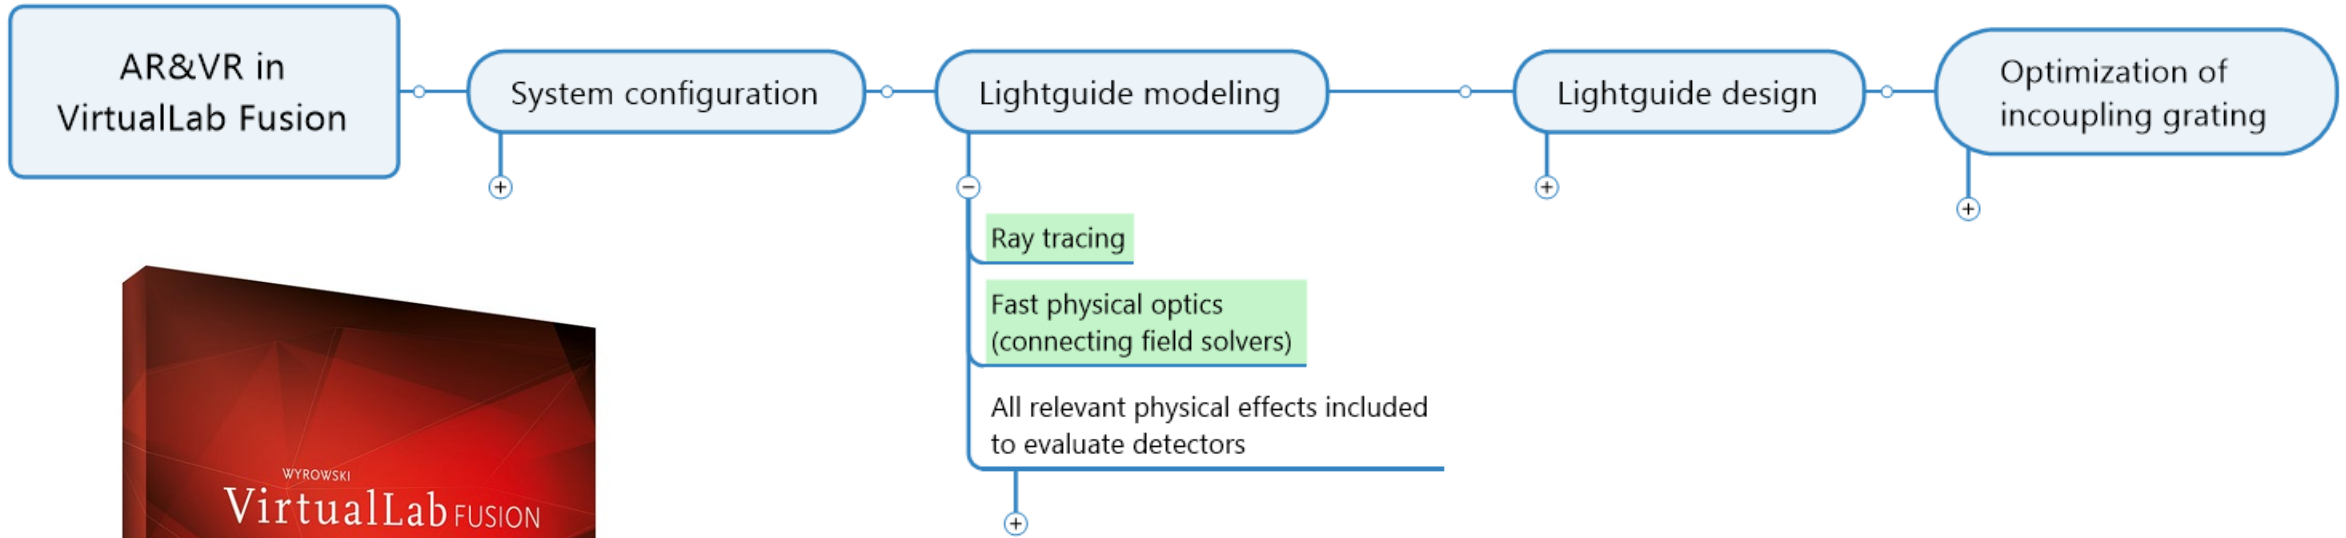 AR&VR in
VirtualLab Fusion
System configuration
Lightguide modeling
Lightguide design
Optimization of
incoupling grating
Ray tracing
Fast physical optics
(connecting field solvers)
All relevant physical effects included
to evaluate detectors
WYROWSKI
VirtualLab FUSION